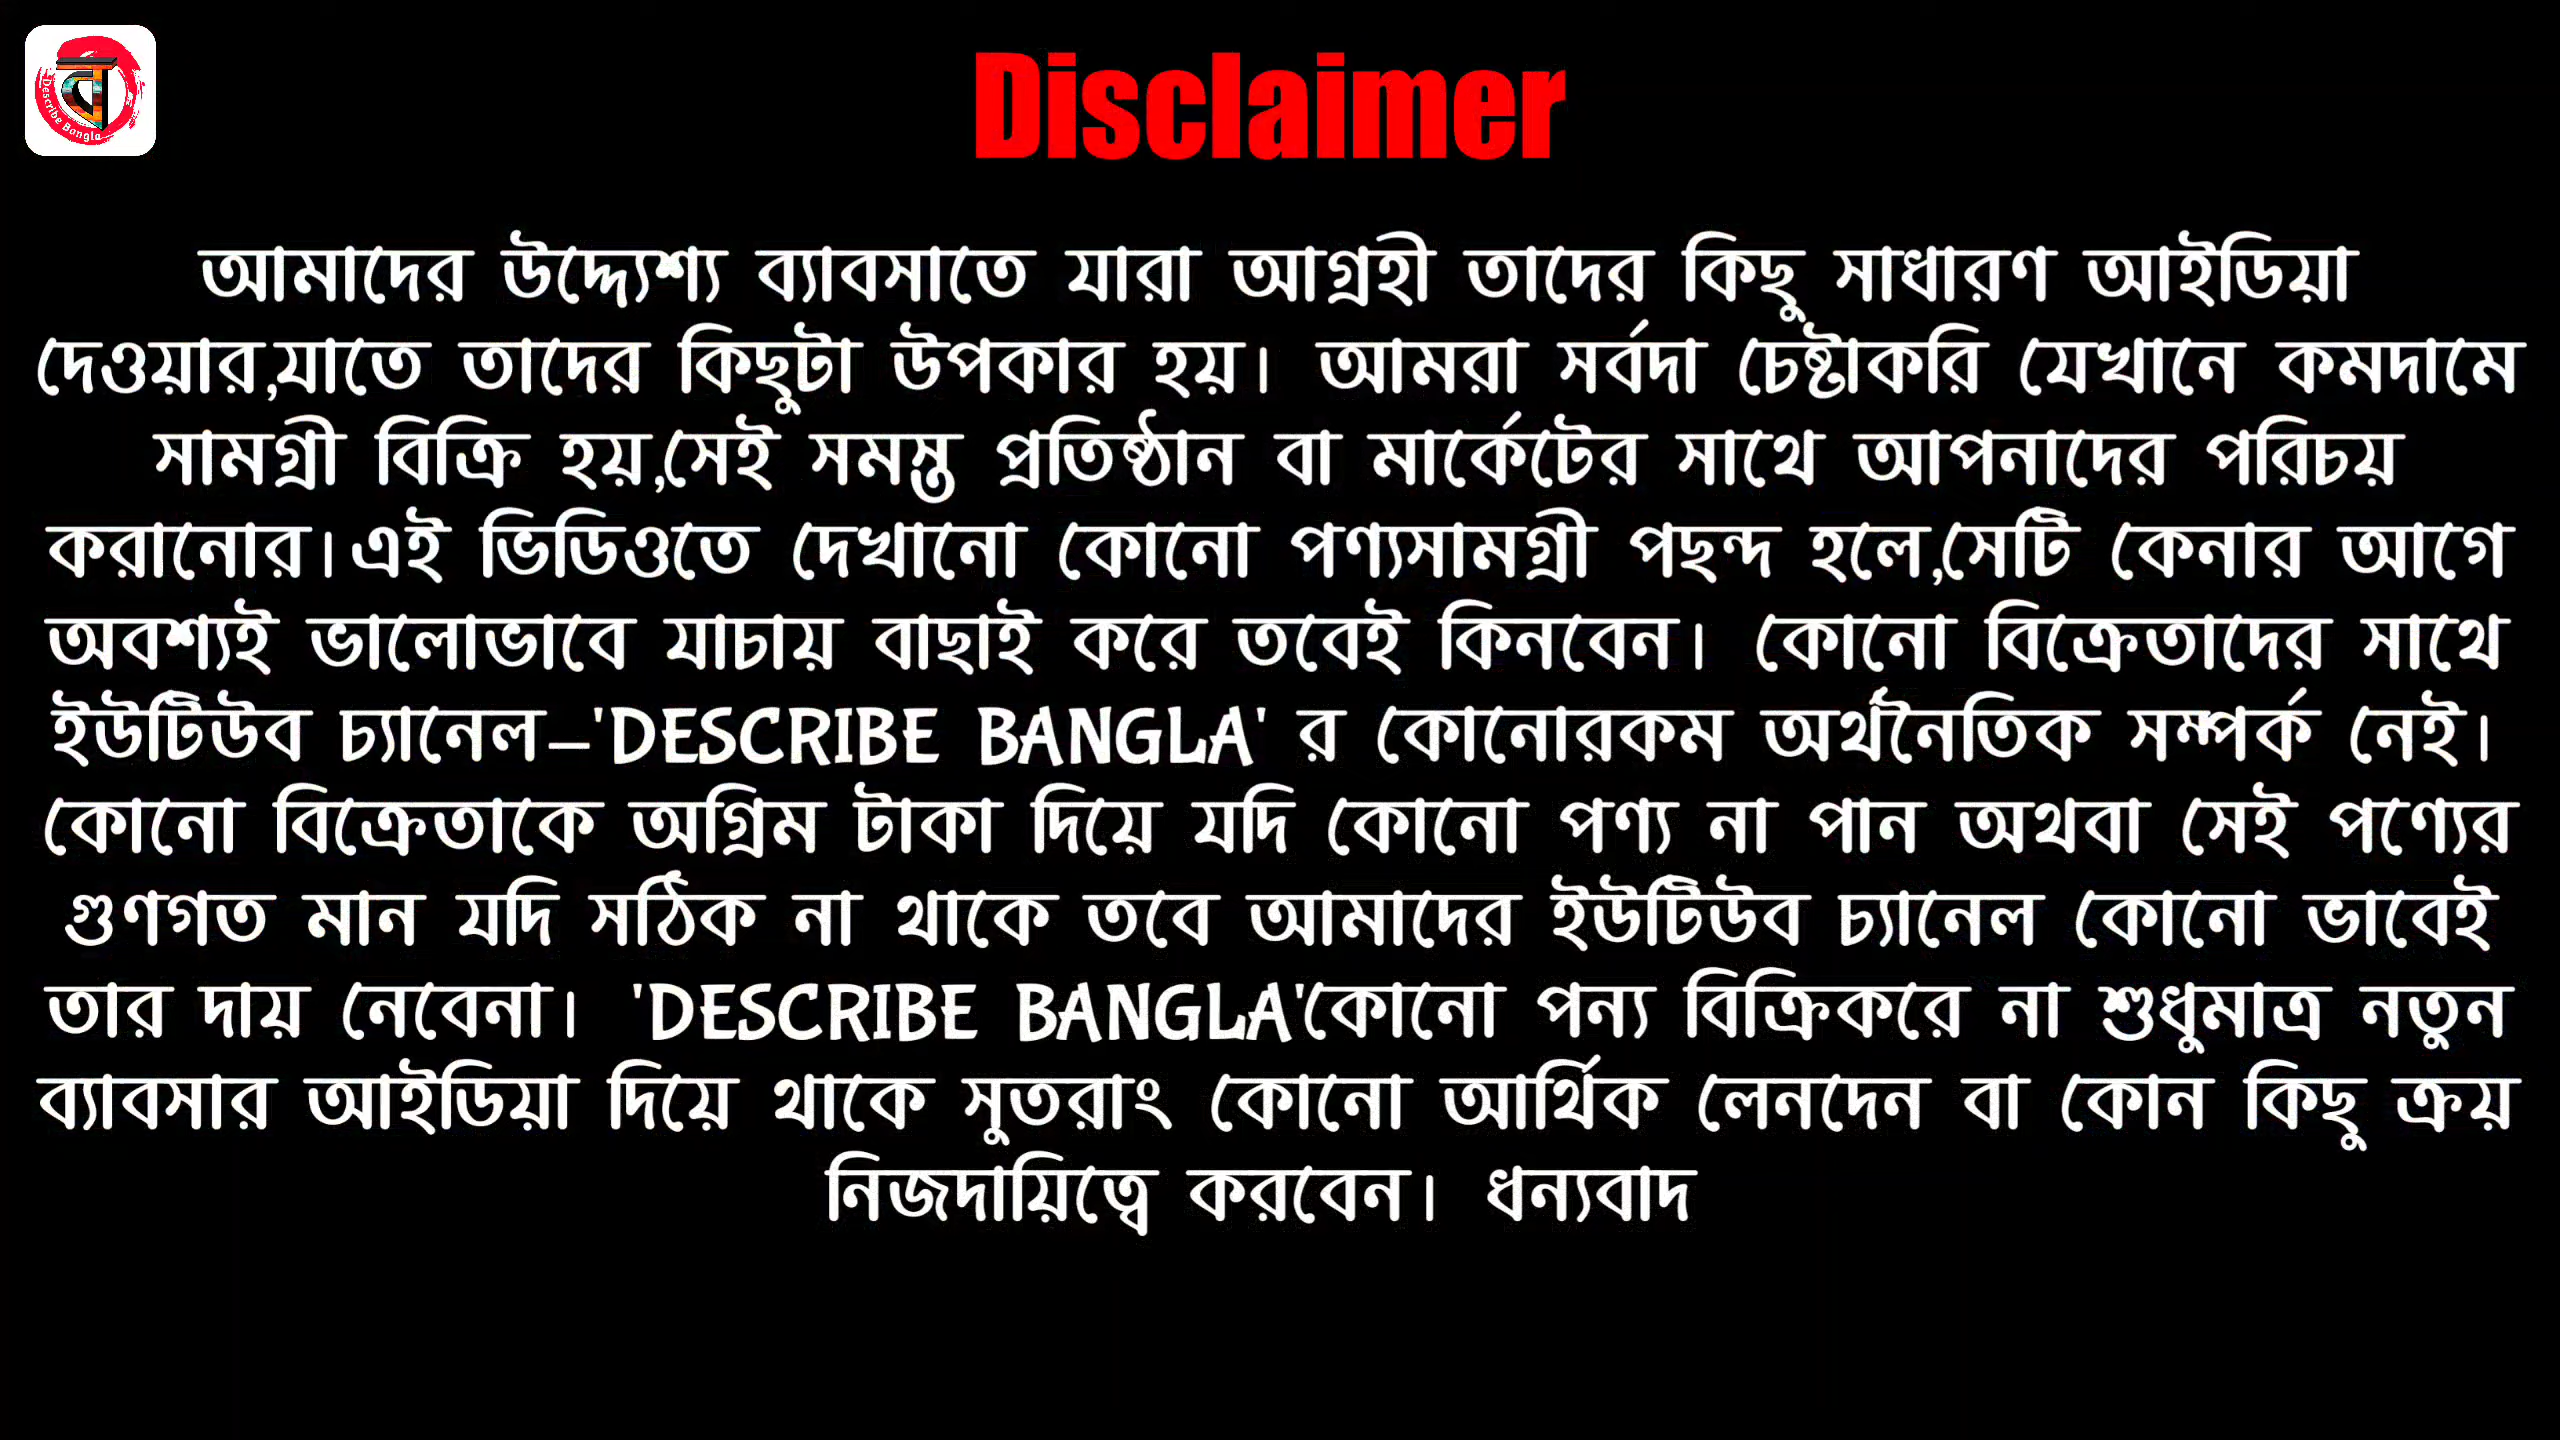 Describe Bangla
Disclaimer
আমাদের উদ্দ্যেশ্য ব্যাবসাতে যারা আগ্রহী তাদের কিছু সাধারণ আইডিয়া
দেওয়ার,যাতে তাদের কিছুটা উপকার হয়। আমরা সর্বদা চেষ্টাকরি যেখানে কমদামে
সামগ্রী বিক্রি হয়,সেই সমস্ত প্রতিষ্ঠান বা মার্কেটের সাথে আপনাদের পরিচয়
করানোর। এই ভিডিওতে দেখানো কোনো পণ্যসামগ্রী পছন্দ হলে,সেটি কেনার আগে
অবশ্যই ভালোভাবে যাচায় বাছাই করে তবেই কিনবেন। কোনো বিক্রেতাদের সাথে
ইউটিউব চ্যানেল–'DESCRIBE BANGLA' র কোনোরকম অর্থনৈতিক সম্পর্ক নেই।
কোনো বিক্রেতাকে অগ্রিম টাকা দিয়ে যদি কোনো পণ্য না পান অথবা সেই পণ্যের
গুণগত মান যদি সঠিক না থাকে তবে আমাদের ইউটিউব চ্যানেল কোনো ভাবেই
তার দায় নেবেনা। 'DESCRIBE BANGLA'কোনো পন্য বিক্রিকরে না শুধুমাত্র নতুন
ব্যাবসার আইডিয়া দিয়ে থাকে সুতরাং কোনো আর্থিক লেনদেন বা কোন কিছু ক্রয়
নিজদায়িত্বে করবেন। ধন্যবাদ